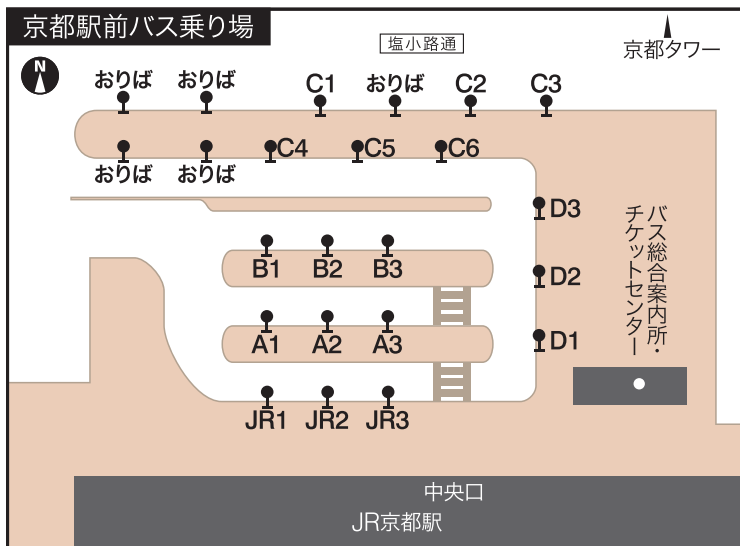 京都駅前バス乗り場
塩小路通
京都タワー
N
おりば
おりば
C1
おりば
C2
C3
おりば
おりば
C4
C5
C6
D3
バス総合案内所・
チケットセンター
B1
B2
B3
D2
A1
A2
A3
D1
JR1
JR2
JR3
中央口
JR京都駅